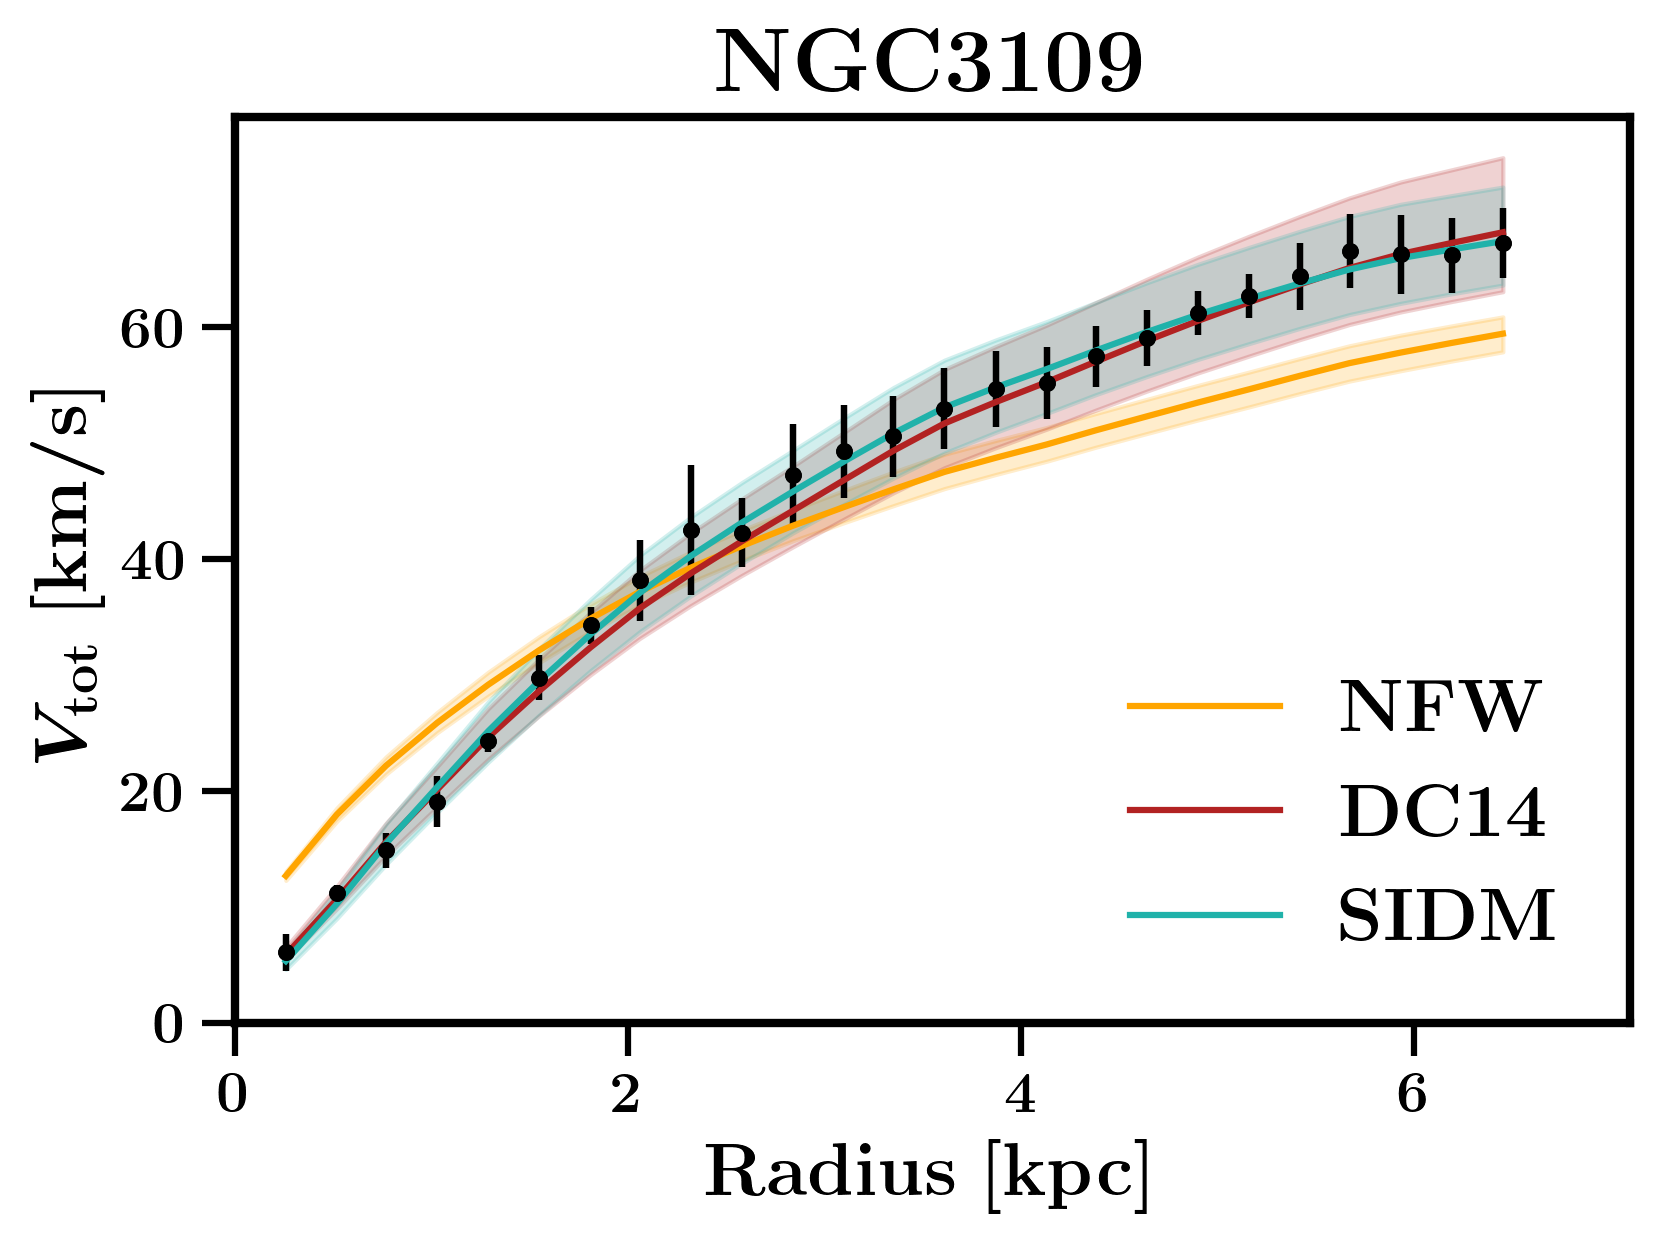 NGC3109
V_tot [km/s]
60
40
20
0
0 2 4 6
Radius [kpc]
NFW
DC14
SIDM